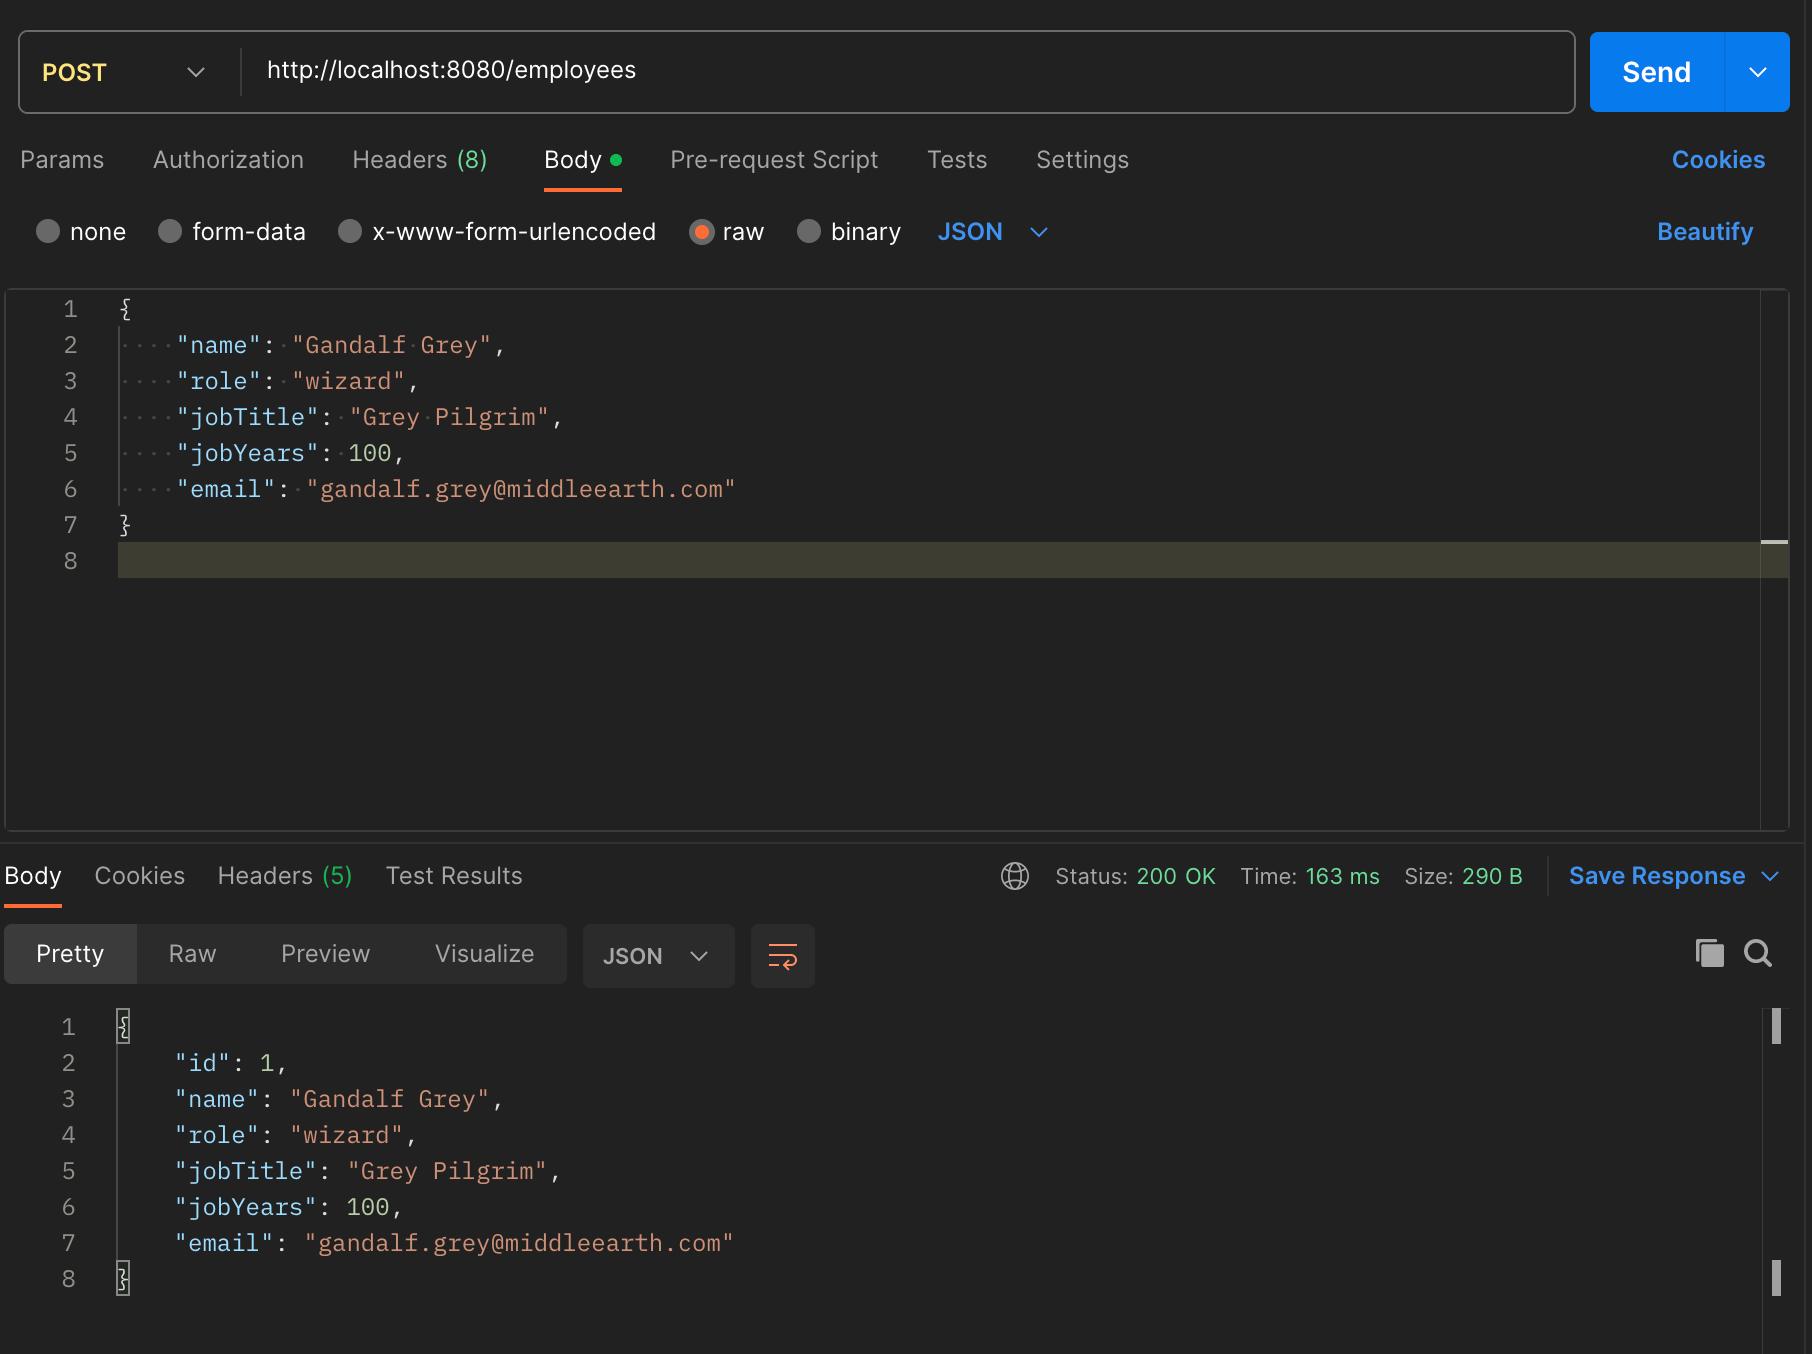 POST http://localhost:8080/employees Send
Params Authorization Headers (8) Body Pre-request Script Tests Settings Cookies
none form-data x-www-form-urlencoded raw binary JSON Beautify
1 {
2 "name": "Gandalf Grey",
3 "role": "wizard",
4 "jobTitle": "Grey Pilgrim",
5 "jobYears": 100,
6 "email": "gandalf.grey@middleearth.com"
7 }
8
Body Cookies Headers (5) Test Results Status: 200 OK Time: 163 ms Size: 290 B Save Response
Pretty Raw Preview Visualize JSON
1 {
2 "id": 1,
3 "name": "Gandalf Grey",
4 "role": "wizard",
5 "jobTitle": "Grey Pilgrim",
6 "jobYears": 100,
7 "email": "gandalf.grey@middleearth.com"
8 }